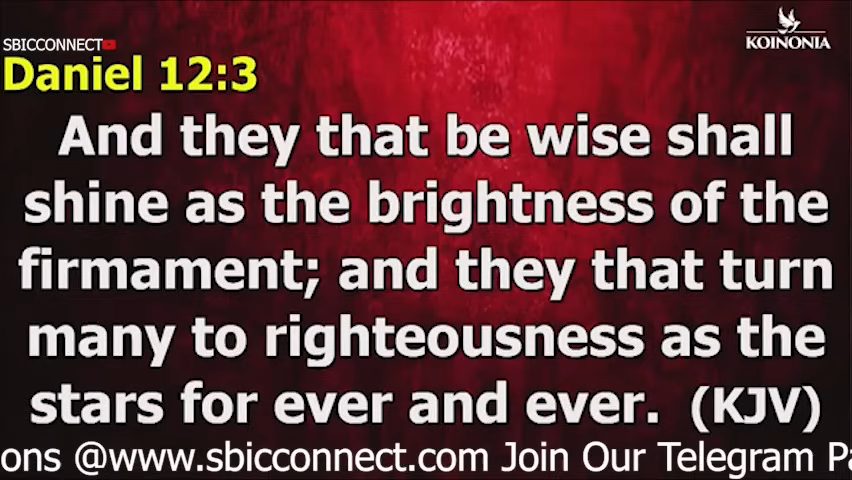 SBICCONNECT
KOINONIA
Daniel 12:3
And they that be wise shall
shine as the brightness of the
firmament; and they that turn
many to righteousness as the
stars for ever and ever. (KJV)
ons @www.sbicconnect.com Join Our Telegram Pa